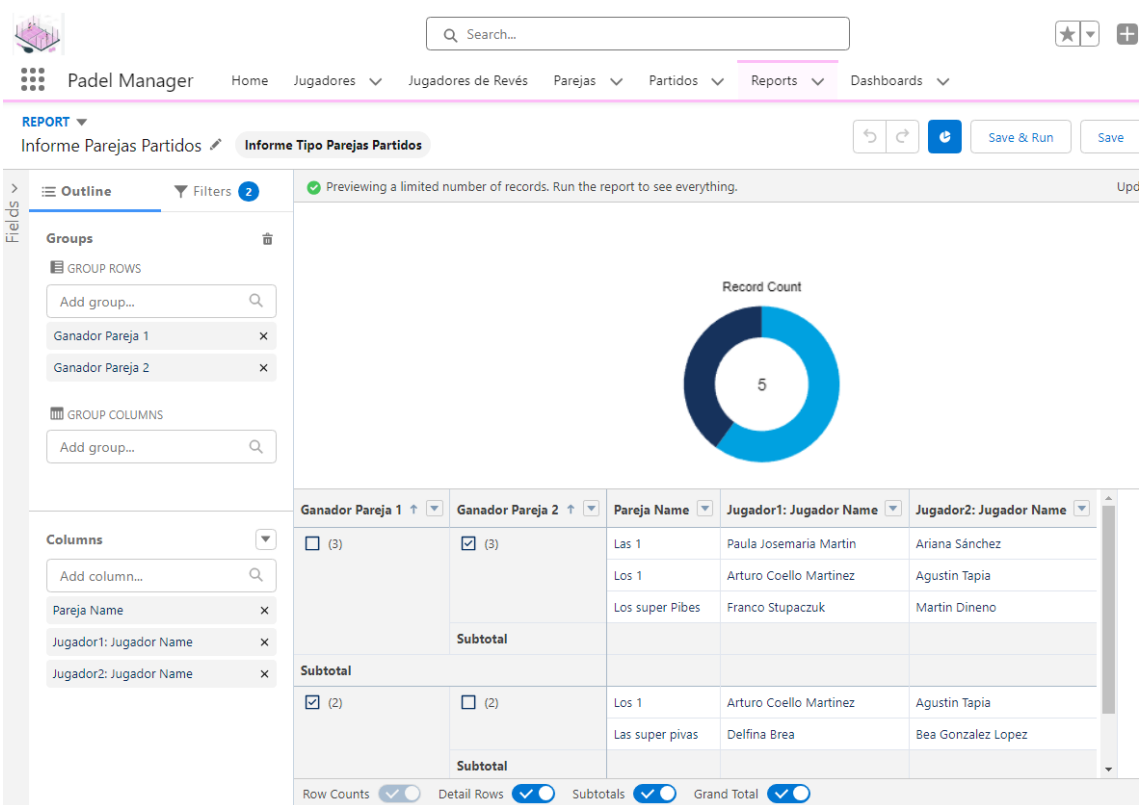 Search...
Padel Manager Home Jugadores Jugadores de Revés Parejas Partidos Reports Dashboards
REPORT
Informe Parejas Partidos Informe Tipo Parejas Partidos
Save & Run Save
Fields
Outline Filters 2
Previewing a limited number of records. Run the report to see everything.
Upd
Groups
GROUP ROWS
Add group...
Ganador Pareja 1
Ganador Pareja 2
GROUP COLUMNS
Add group...
Columns
Add column...
Pareja Name
Jugador1: Jugador Name
Jugador2: Jugador Name
Record Count
5
Ganador Pareja 1 Ganador Pareja 2 Pareja Name Jugador1: Jugador Name Jugador2: Jugador Name
(3) (3) Las 1 Paula Josemaria Martin Ariana Sánchez
Los 1 Arturo Coello Martinez Agustin Tapia
Los super Pibes Franco Stupaczuk Martin Dineno
Subtotal
Subtotal
(2) (2) Los 1 Arturo Coello Martinez Agustin Tapia
Las super pivas Delfina Brea Bea Gonzalez Lopez
Subtotal
Row Counts Detail Rows Subtotals Grand Total